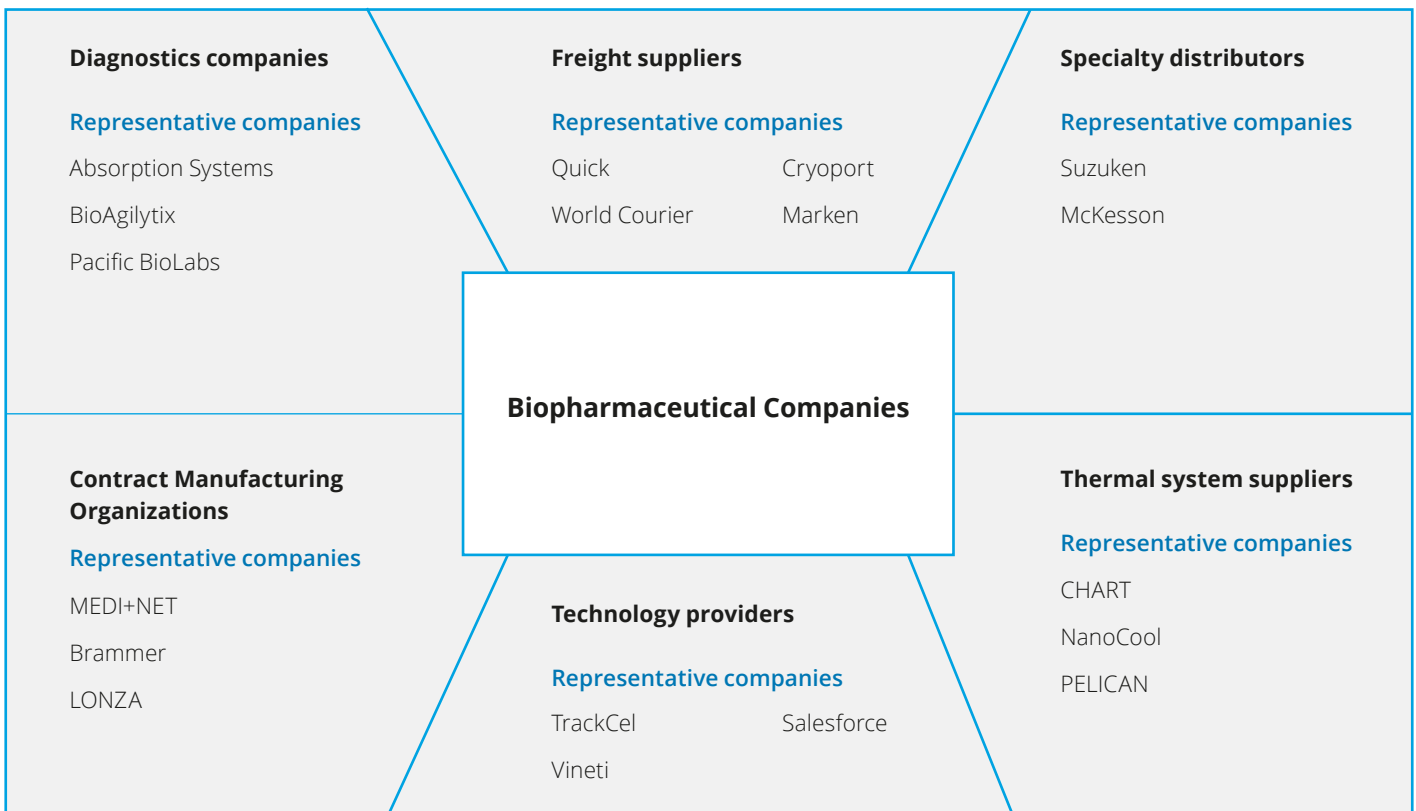 Diagnostics companies
Representative companies
Absorption Systems
BioAgilytix
Pacific BioLabs
Freight suppliers
Representative companies
Quick
Cryoport
World Courier
Marken
Specialty distributors
Representative companies
Suzuken
McKesson
Biopharmaceutical Companies
Contract Manufacturing
Organizations
Representative companies
MEDI+NET
Brammer
LONZA
Technology providers
Representative companies
TrackCel
Salesforce
Vineti
Thermal system suppliers
Representative companies
CHART
NanoCool
PELICAN